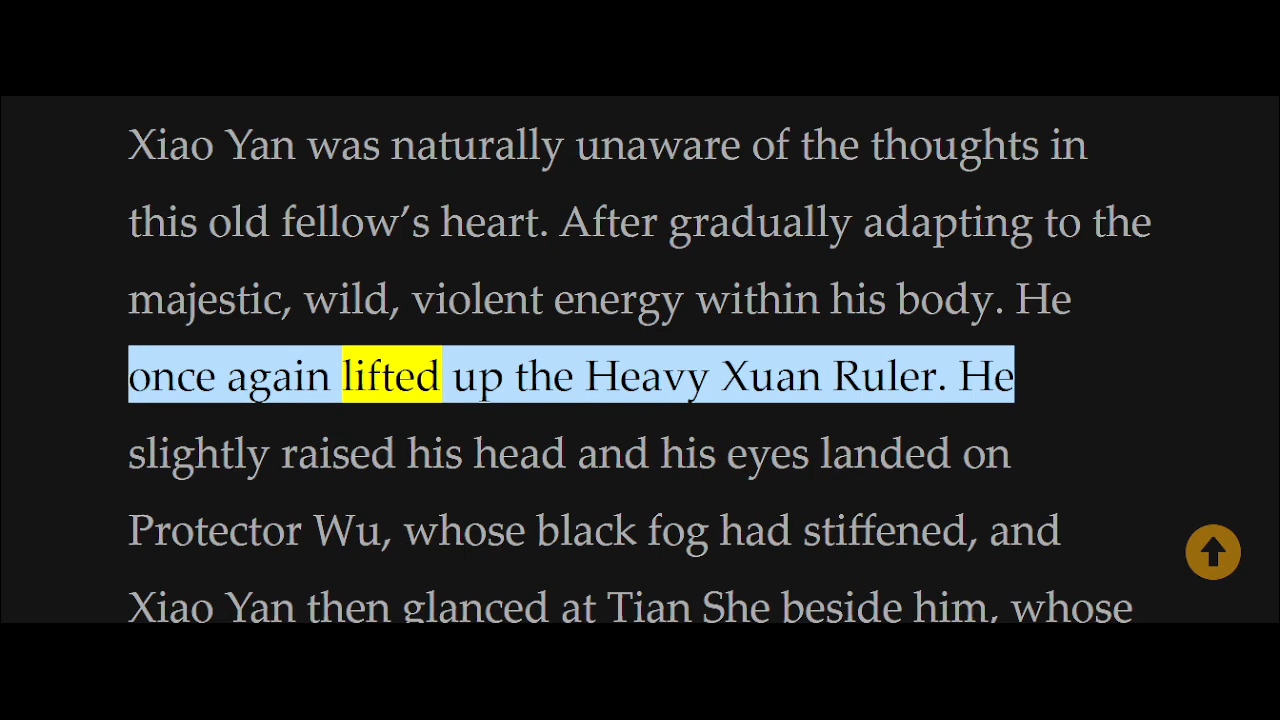 Xiao Yan was naturally unaware of the thoughts in
this old fellow’s heart. After gradually adapting to the
majestic, wild, violent energy within his body. He
once again lifted up the Heavy Xuan Ruler. He
slightly raised his head and his eyes landed on
Protector Wu, whose black fog had stiffened, and
Xiao Yan then glanced at Tian She beside him, whose